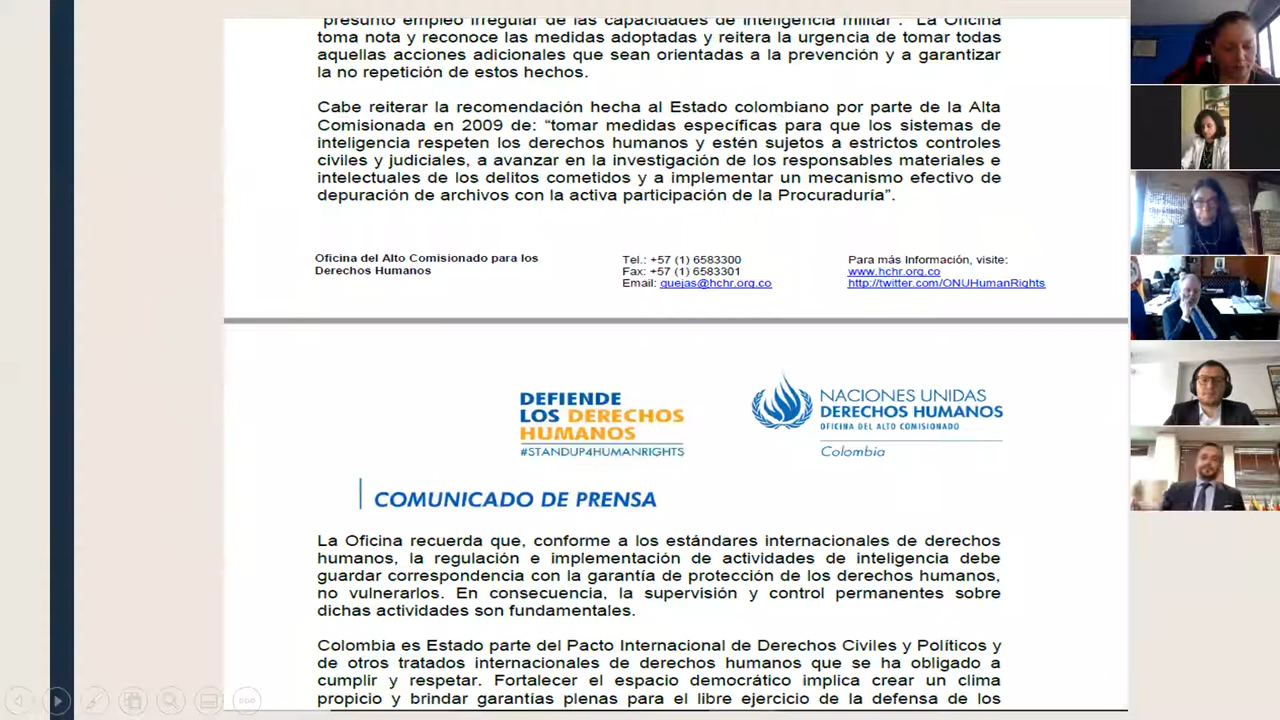 "presunto empleo irregular de las capacidades de inteligencia militar". La Oficina
toma nota y reconoce las medidas adoptadas y reitera la urgencia de tomar todas
aquellas acciones adicionales que sean orientadas a la prevención y a garantizar
la no repetición de estos hechos.
Cabe reiterar la recomendación hecha al Estado colombiano por parte de la Alta
Comisionada en 2009 de: “tomar medidas específicas para que los sistemas de
inteligencia respeten los derechos humanos y estén sujetos a estrictos controles
civiles y judiciales, a avanzar en la investigación de los responsables materiales e
intelectuales de los delitos cometidos y a implementar un mecanismo efectivo de
depuración de archivos con la activa participación de la Procuraduría”.
Oficina del Alto Comisionado para los
Derechos Humanos
Tel.: +57 (1) 6583300
Fax: +57 (1) 6583301
Email: quejas@hchr.org.co
Para más Información, visite:
www.hchr.org.co
http://twitter.com/ONUHumanRights
DEFIENDE
LOS DERECHOS
HUMANOS
#STANDUP4HUMANRIGHTS
NACIONES UNIDAS
DERECHOS HUMANOS
OFICINA DEL ALTO COMISIONADO
Colombia
COMUNICADO DE PRENSA
La Oficina recuerda que, conforme a los estándares internacionales de derechos
humanos, la regulación e implementación de actividades de inteligencia debe
guardar correspondencia con la garantía de protección de los derechos humanos,
no vulnerarlos. En consecuencia, la supervisión y control permanentes sobre
dichas actividades son fundamentales.
Colombia es Estado parte del Pacto Internacional de Derechos Civiles y Políticos y
de otros tratados internacionales de derechos humanos que se ha obligado a
cumplir y respetar. Fortalecer el espacio democrático implica crear un clima
propicio y brindar garantías plenas para el libre ejercicio de la defensa de los